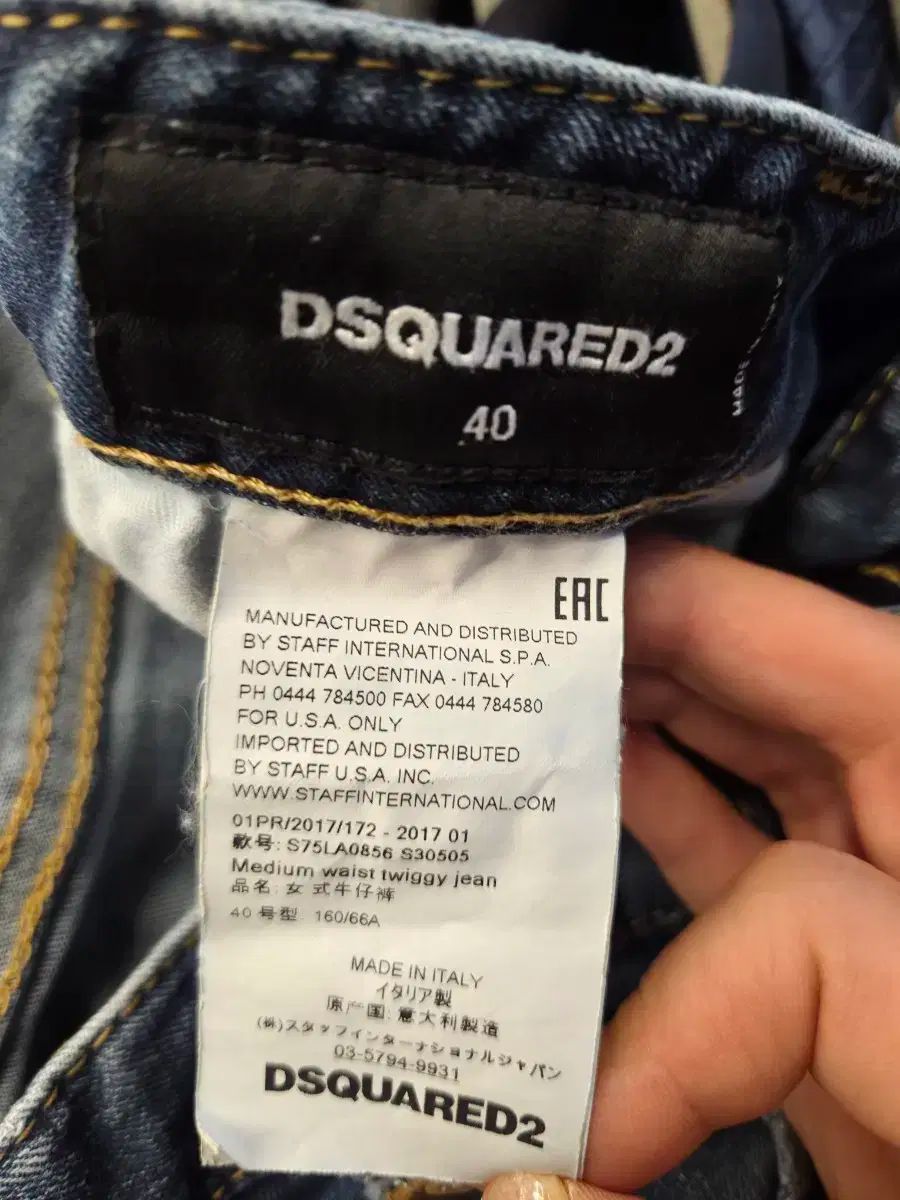 DSQUARED2
40
MADE
EAC
MANUFACTURED AND DISTRIBUTED
BY STAFF INTERNATIONAL S.P.A.
NOVENTA VICENTINA - ITALY
PH 0444 784500 FAX 0444 784580
FOR U.S.A. ONLY
IMPORTED AND DISTRIBUTED
BY STAFF U.S.A. INC.
WWW.STAFFINTERNATIONAL.COM
01PR/2017/172 - 2017 01
款号: S75LA0856 S30505
Medium waist twiggy jean
品名: 女式牛仔裤
40 号型 160/66A
MADE IN ITALY
イタリア製
原产国: 意大利製造
(株)スタッフインターナショナルジャパン
03-5794-9931
DSQUARED2